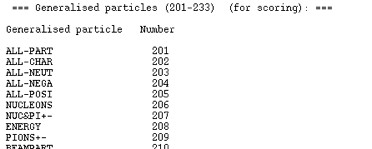 === Generalised particles (201-233) (for scoring): ===
Generalised particle Number
ALL-PART 201
ALL-CHAR 202
ALL-NEUT 203
ALL-NEGA 204
ALL-POSI 205
NUCLEONS 206
NUC&PI+- 207
ENERGY 208
PIONS+- 209
BEAMPART 210